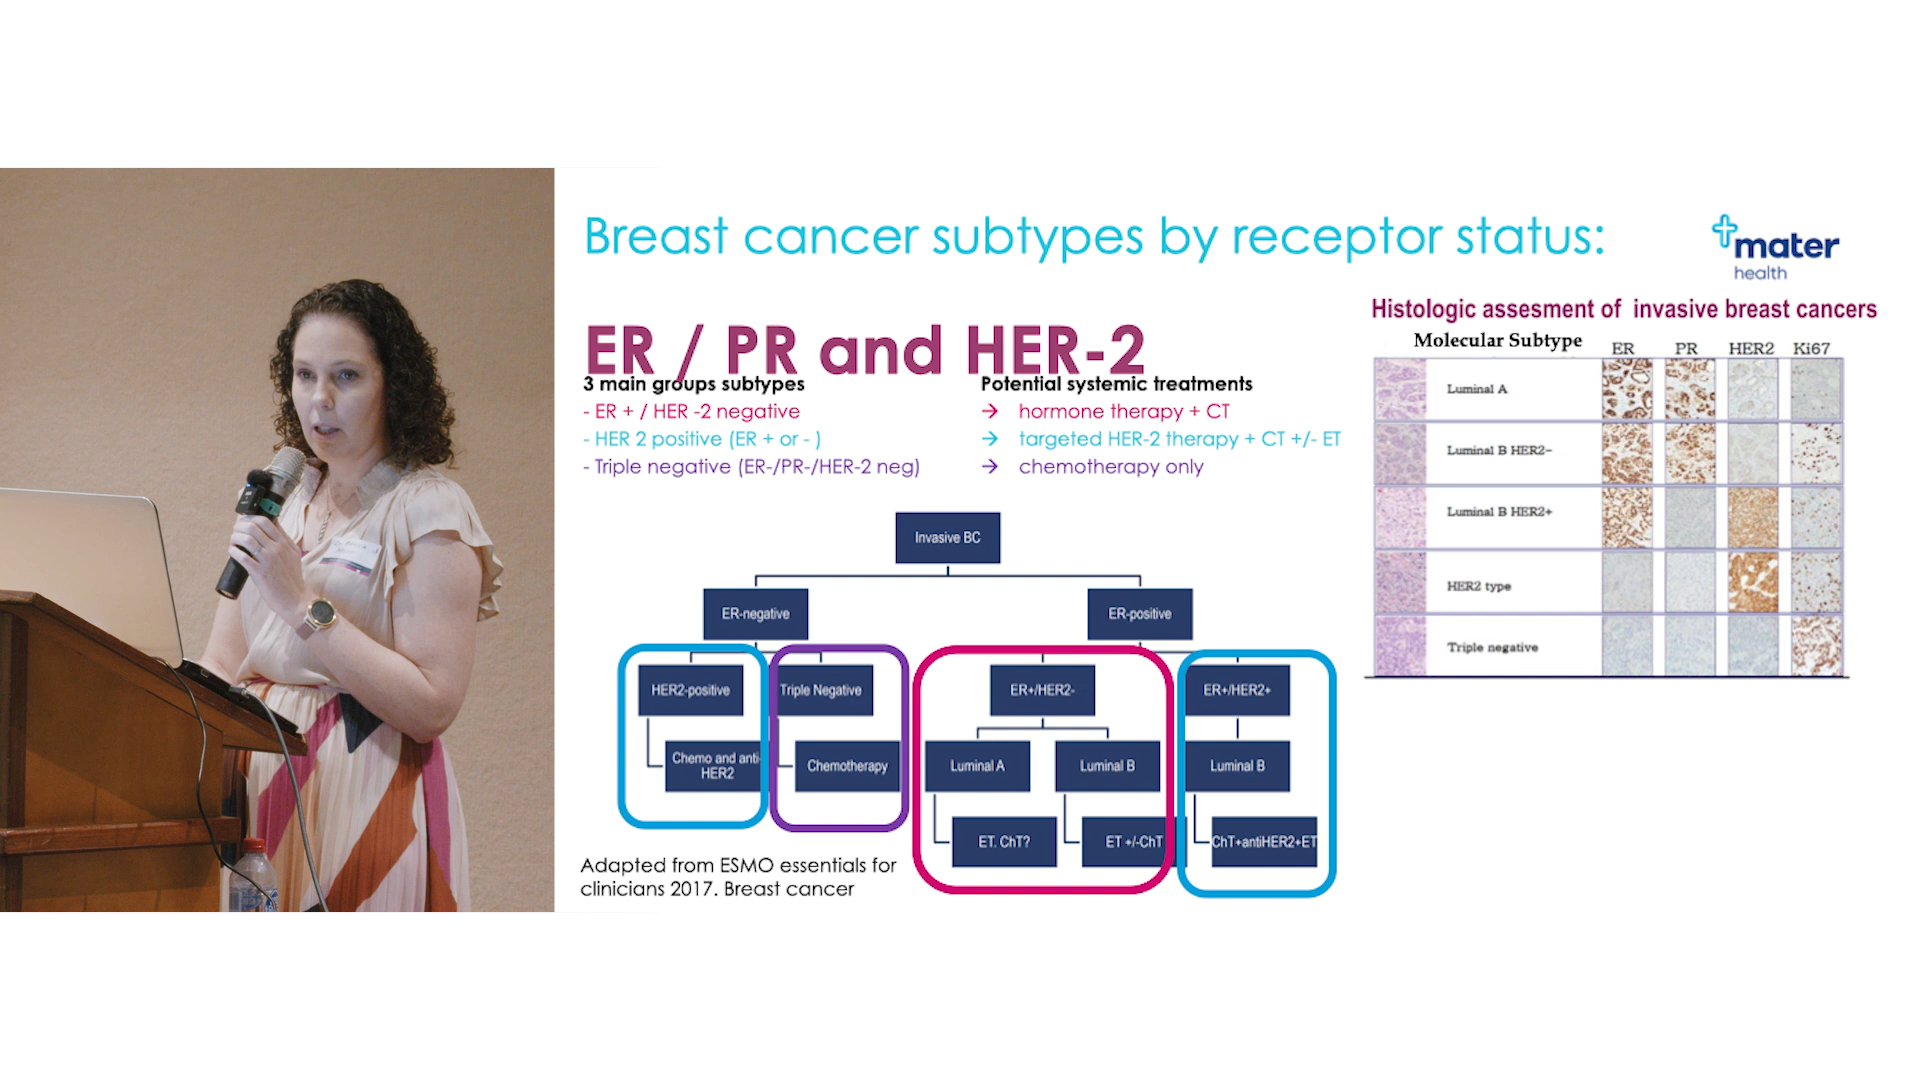 Breast cancer subtypes by receptor status:
mater
health
ER / PR and HER-2
3 main groups subtypes
- ER + / HER -2 negative
- HER 2 positive (ER + or - )
- Triple negative (ER-/PR-/HER-2 neg)
Potential systemic treatments
→ hormone therapy + CT
→ targeted HER-2 therapy + CT +/- ET
→ chemotherapy only
Invasive BC
ER-negative
ER-positive
HER2-positive
Triple Negative
ER+/HER2-
ER+/HER2+
Chemo and anti-
HER2
Chemotherapy
Luminal A
Luminal B
Luminal B
ET. ChT?
ET +/-ChT
ChT+antiHER2+ET
Adapted from ESMO essentials for
clinicians 2017. Breast cancer
Histologic assesment of invasive breast cancers
Molecular Subtype ER PR HER2 Ki67
Luminal A
Luminal B HER2-
Luminal B HER2+
HER2 type
Triple negative